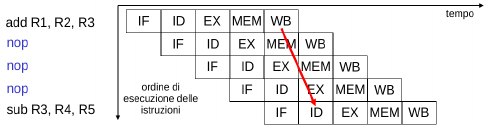 tempo
add R1, R2, R3 IF ID EX MEM WB
nop IF ID EX MEM WB
nop IF ID EX MEM WB
nop IF ID EX MEM WB
sub R3, R4, R5 IF ID EX MEM WB
ordine di
esecuzione delle
istruzioni